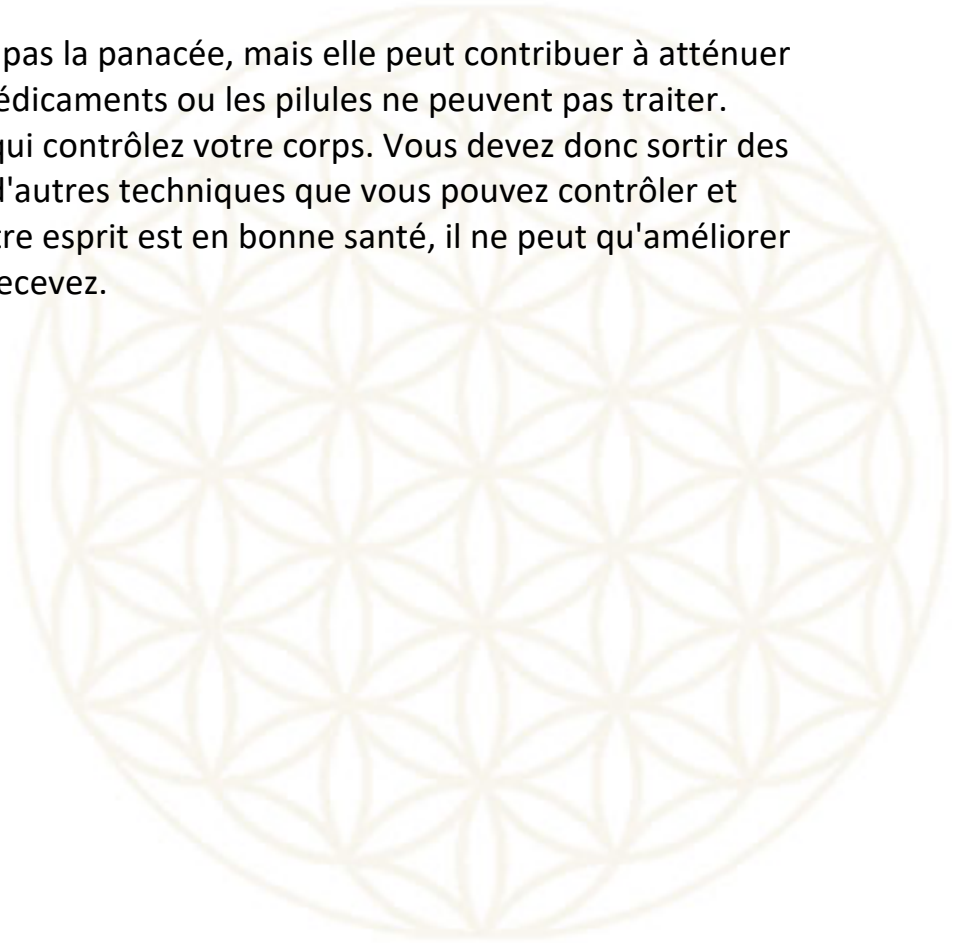 pas la panacée, mais elle peut contribuer à atténuer
édicaments ou les pilules ne peuvent pas traiter.
qui contrôlez votre corps. Vous devez donc sortir des
d'autres techniques que vous pouvez contrôler et
tre esprit est en bonne santé, il ne peut qu'améliorer
ecevez.